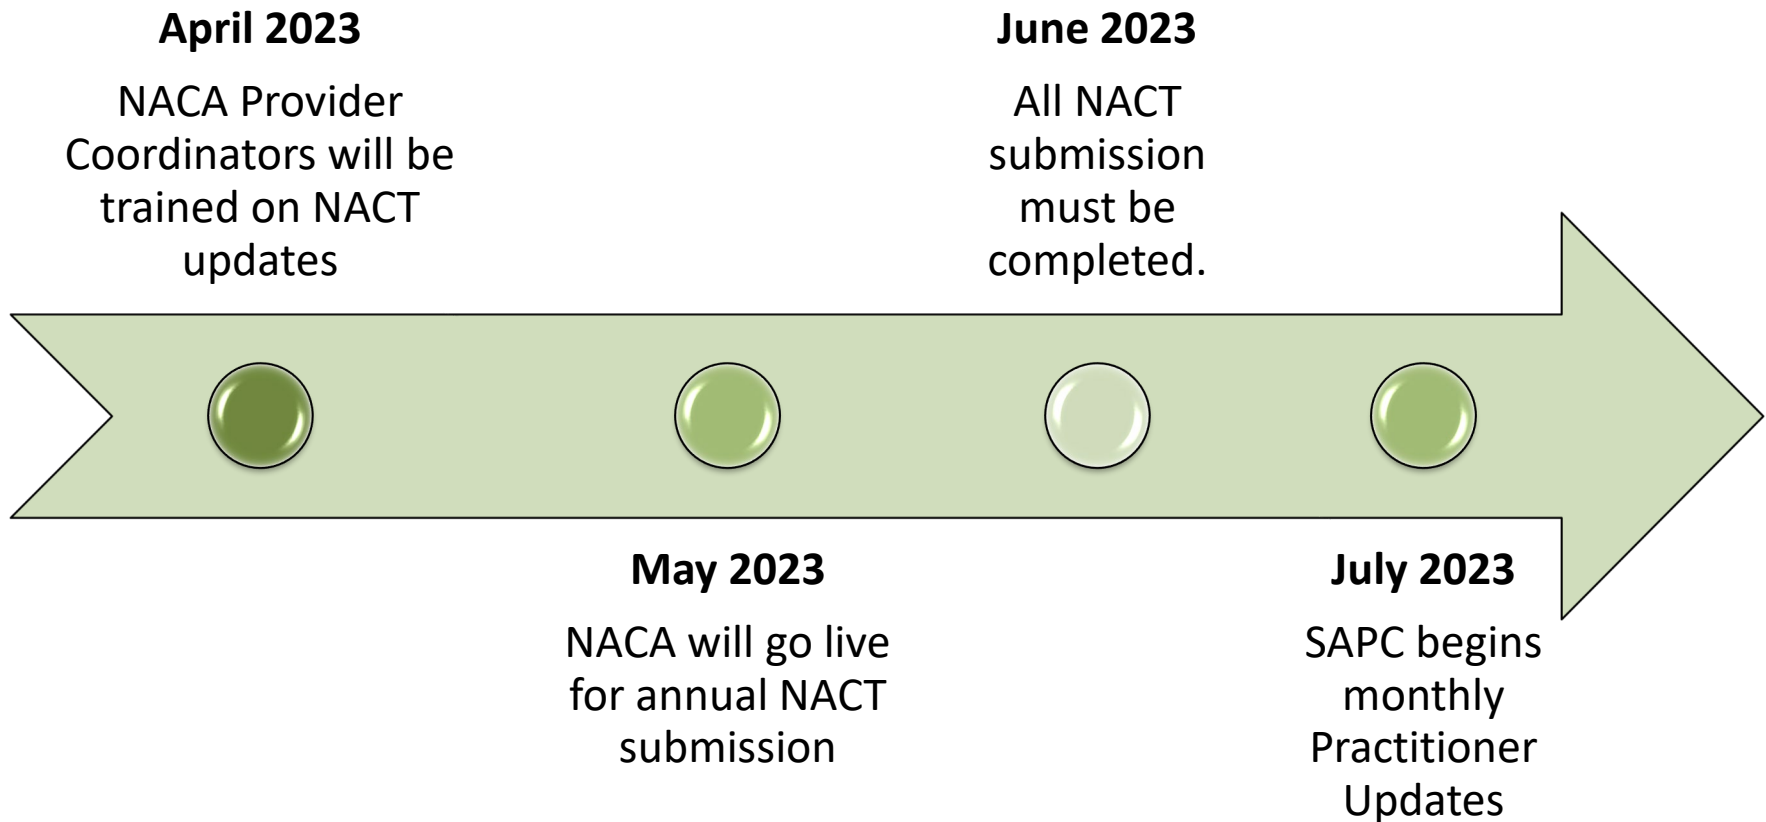 April 2023
NACA Provider
Coordinators will be
trained on NACT
updates
May 2023
NACA will go live
for annual NACT
submission
June 2023
All NACT
submission
must be
completed.
July 2023
SAPC begins
monthly
Practitioner
Updates